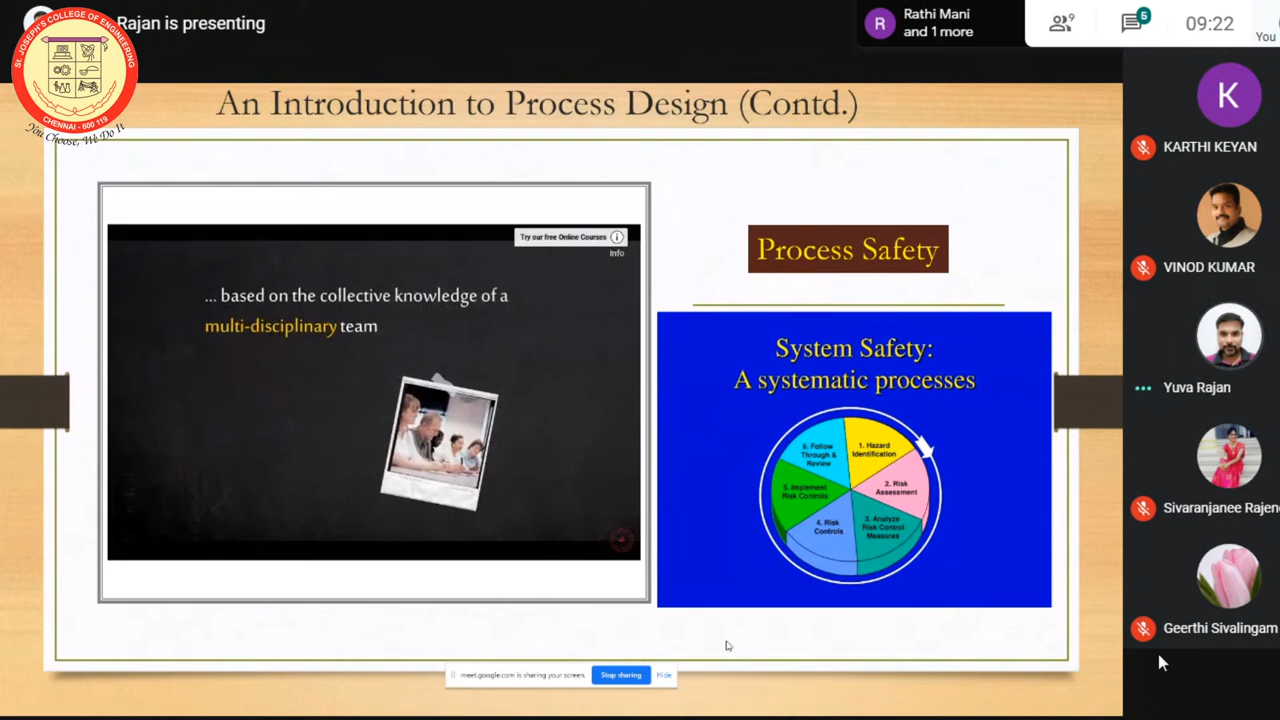 Rajan is presenting
R
Rathi Mani
and 1 more
9
6
09:22
You
ST. JOSEPH'S COLLEGE OF ENGINEERING
CHENNAI - 600 119
You Choose, We Do It
An Introduction to Process Design (Contd.)
Try our free Online Courses
Info
... based on the collective knowledge of a
multi-disciplinary team
Process Safety
System Safety:
A systematic processes
1. Hazard
Identification
2. Risk
Assessment
3. Analyze
Risk Control
Measures
4. Risk
Controls
5. Implement
Risk Controls
6. Follow
Through &
Review
K
KARTHI KEYAN
VINOD KUMAR
Yuva Rajan
Sivaranjanee Rajen
Geerthi Sivalingam
meet.google.com is sharing your screen.
Stop sharing
Hide